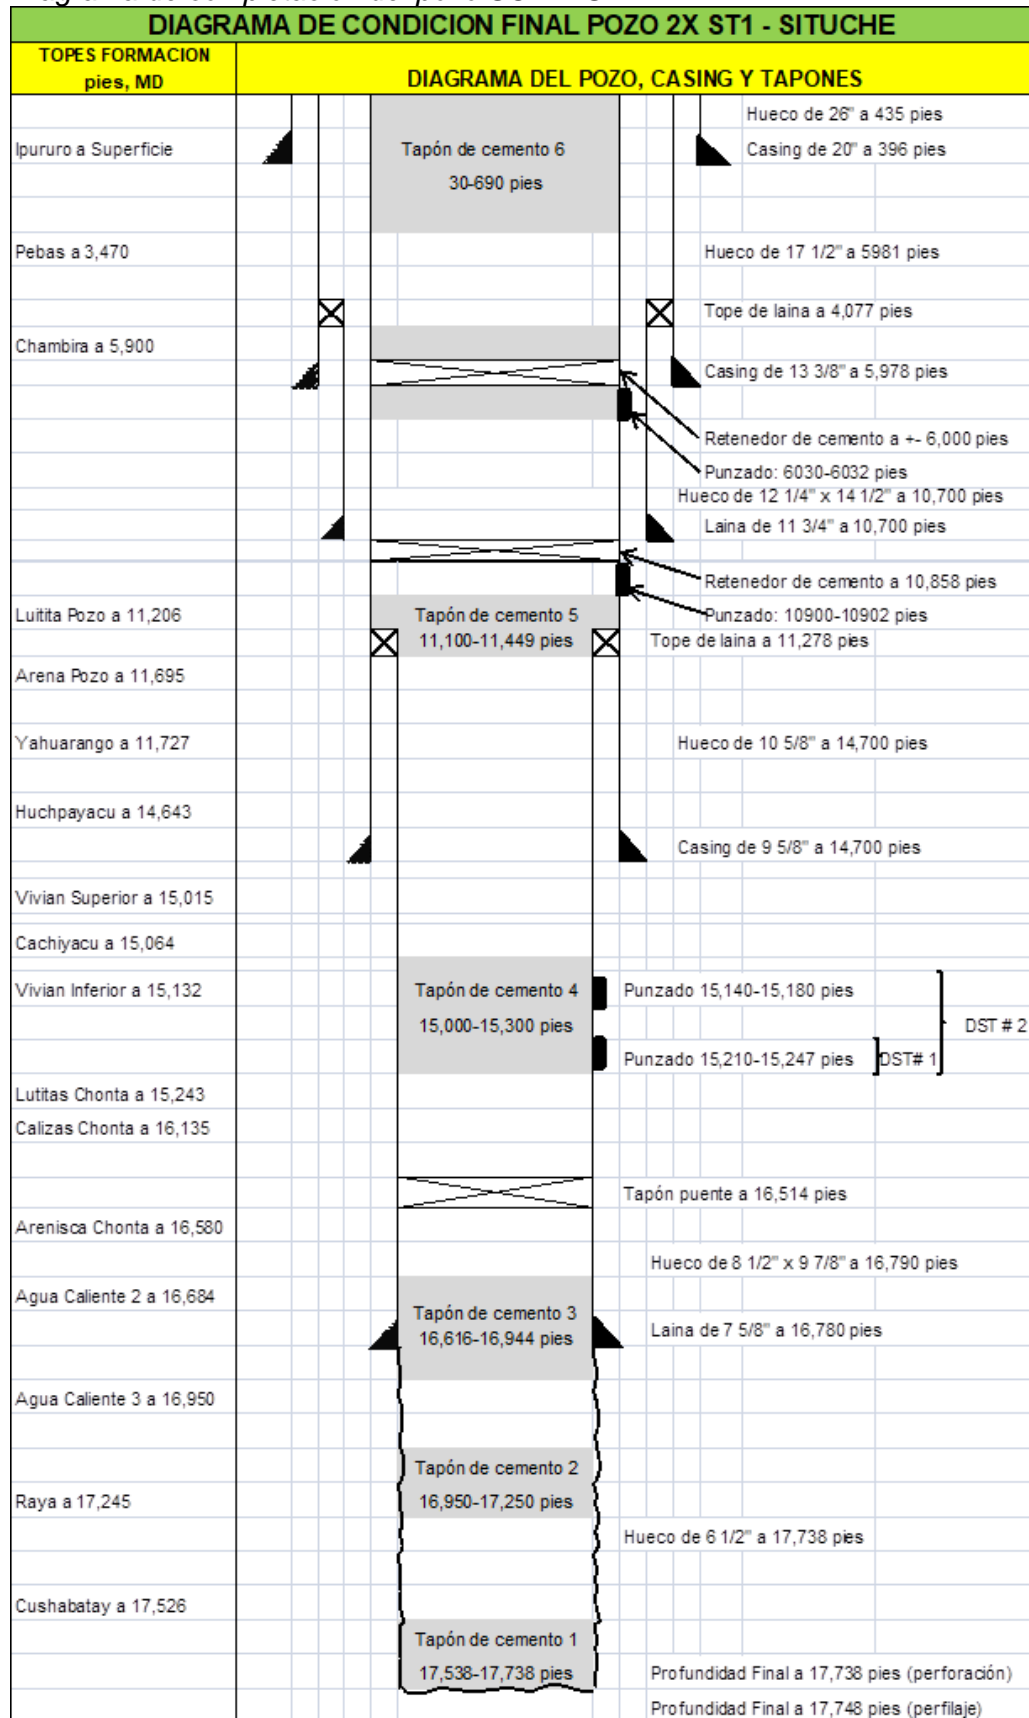 DIAGRAMA DE CONDICION FINAL POZO 2X ST1 - SITUCHE
TOPES FORMACION
pies, MD
DIAGRAMA DEL POZO, CASING Y TAPONES
Hueco de 26" a 435 pies
Ipururo a Superficie
Tapón de cemento 6
Casing de 20" a 396 pies
30-690 pies
Pebas a 3,470
Hueco de 17 1/2" a 5981 pies
Tope de laina a 4,077 pies
Chambira a 5,900
Casing de 13 3/8" a 5,978 pies
Retenedor de cemento a +- 6,000 pies
Punzado: 6030-6032 pies
Hueco de 12 1/4" x 14 1/2" a 10,700 pies
Laina de 11 3/4" a 10,700 pies
Retenedor de cemento a 10,858 pies
Luitita Pozo a 11,206
Tapón de cemento 5
Punzado: 10900-10902 pies
11,100-11,449 pies
Tope de laina a 11,278 pies
Arena Pozo a 11,695
Yahuarango a 11,727
Hueco de 10 5/8" a 14,700 pies
Huchpayacu a 14,643
Casing de 9 5/8" a 14,700 pies
Vivian Superior a 15,015
Cachiyacu a 15,064
Vivian Inferior a 15,132
Tapón de cemento 4
Punzado 15,140-15,180 pies
15,000-15,300 pies
DST # 2
Punzado 15,210-15,247 pies
DST# 1
Lutitas Chonta a 15,243
Calizas Chonta a 16,135
Tapón puente a 16,514 pies
Arenisca Chonta a 16,580
Hueco de 8 1/2" x 9 7/8" a 16,790 pies
Agua Caliente 2 a 16,684
Tapón de cemento 3
16,616-16,944 pies
Laina de 7 5/8" a 16,780 pies
Agua Caliente 3 a 16,950
Tapón de cemento 2
Raya a 17,245
16,950-17,250 pies
Hueco de 6 1/2" a 17,738 pies
Cushabatay a 17,526
Tapón de cemento 1
17,538-17,738 pies
Profundidad Final a 17,738 pies (perforación)
Profundidad Final a 17,748 pies (perfilaje)